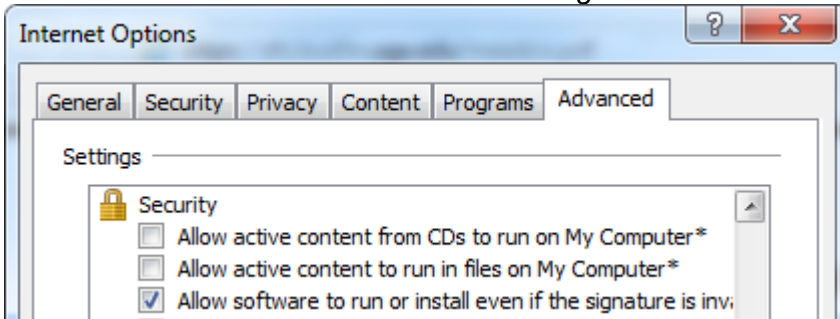 Internet Options
General Security Privacy Content Programs Advanced
Settings
Security
Allow active content from CDs to run on My Computer*
Allow active content to run in files on My Computer*
Allow software to run or install even if the signature is inva